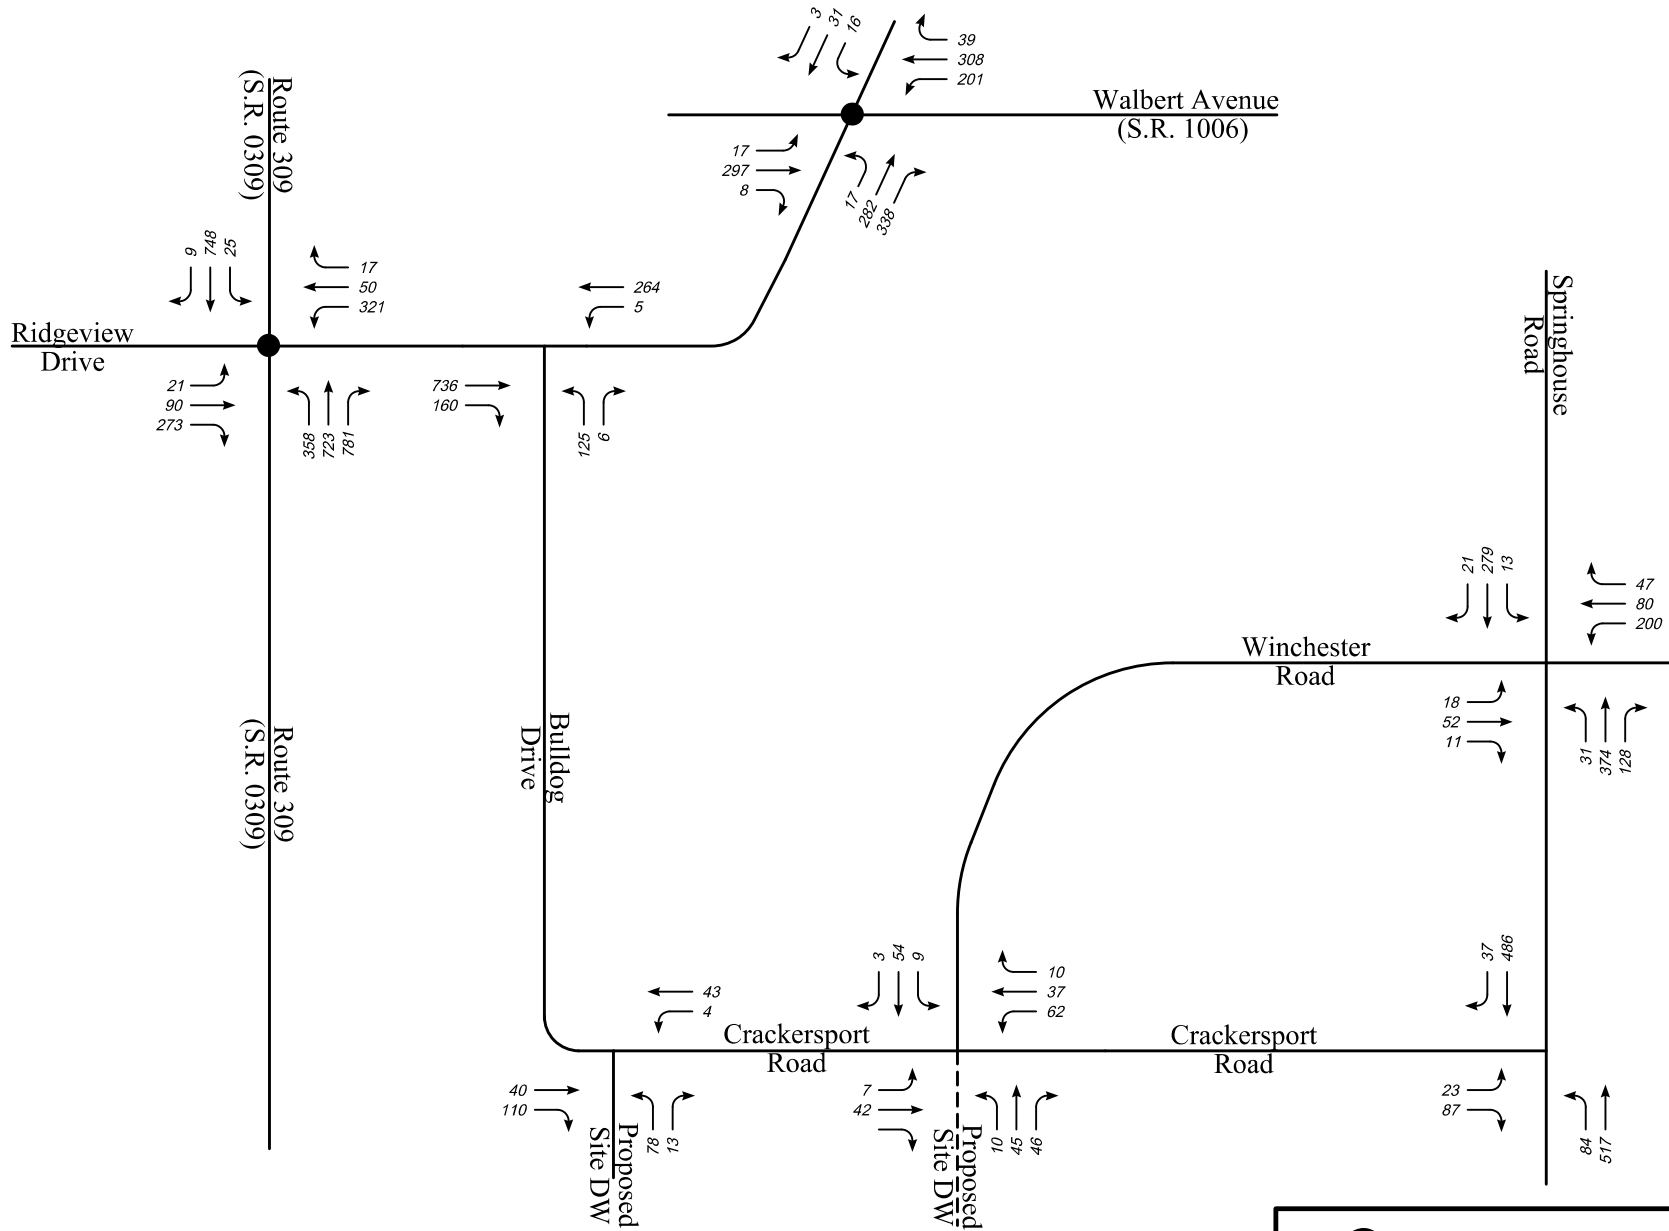 3
31
16
39
308
201
Walbert Avenue
(S.R. 1006)
17
297
8
17
282
338
Route 309
(S.R. 0309)
9
748
25
17
50
321
Ridgeview
Drive
21
90
273
358
723
781
264
5
736
160
125
6
Springhouse
Road
21
279
13
47
80
200
Winchester
Road
18
52
11
31
374
128
Route 309
(S.R. 0309)
Bulldog
Drive
3
54
9
10
37
62
37
486
43
4
Crackersport
Road
Crackersport
Road
40
110
78
13
Proposed
Site DW
7
42
10
45
46
Proposed
Site DW
23
87
84
517